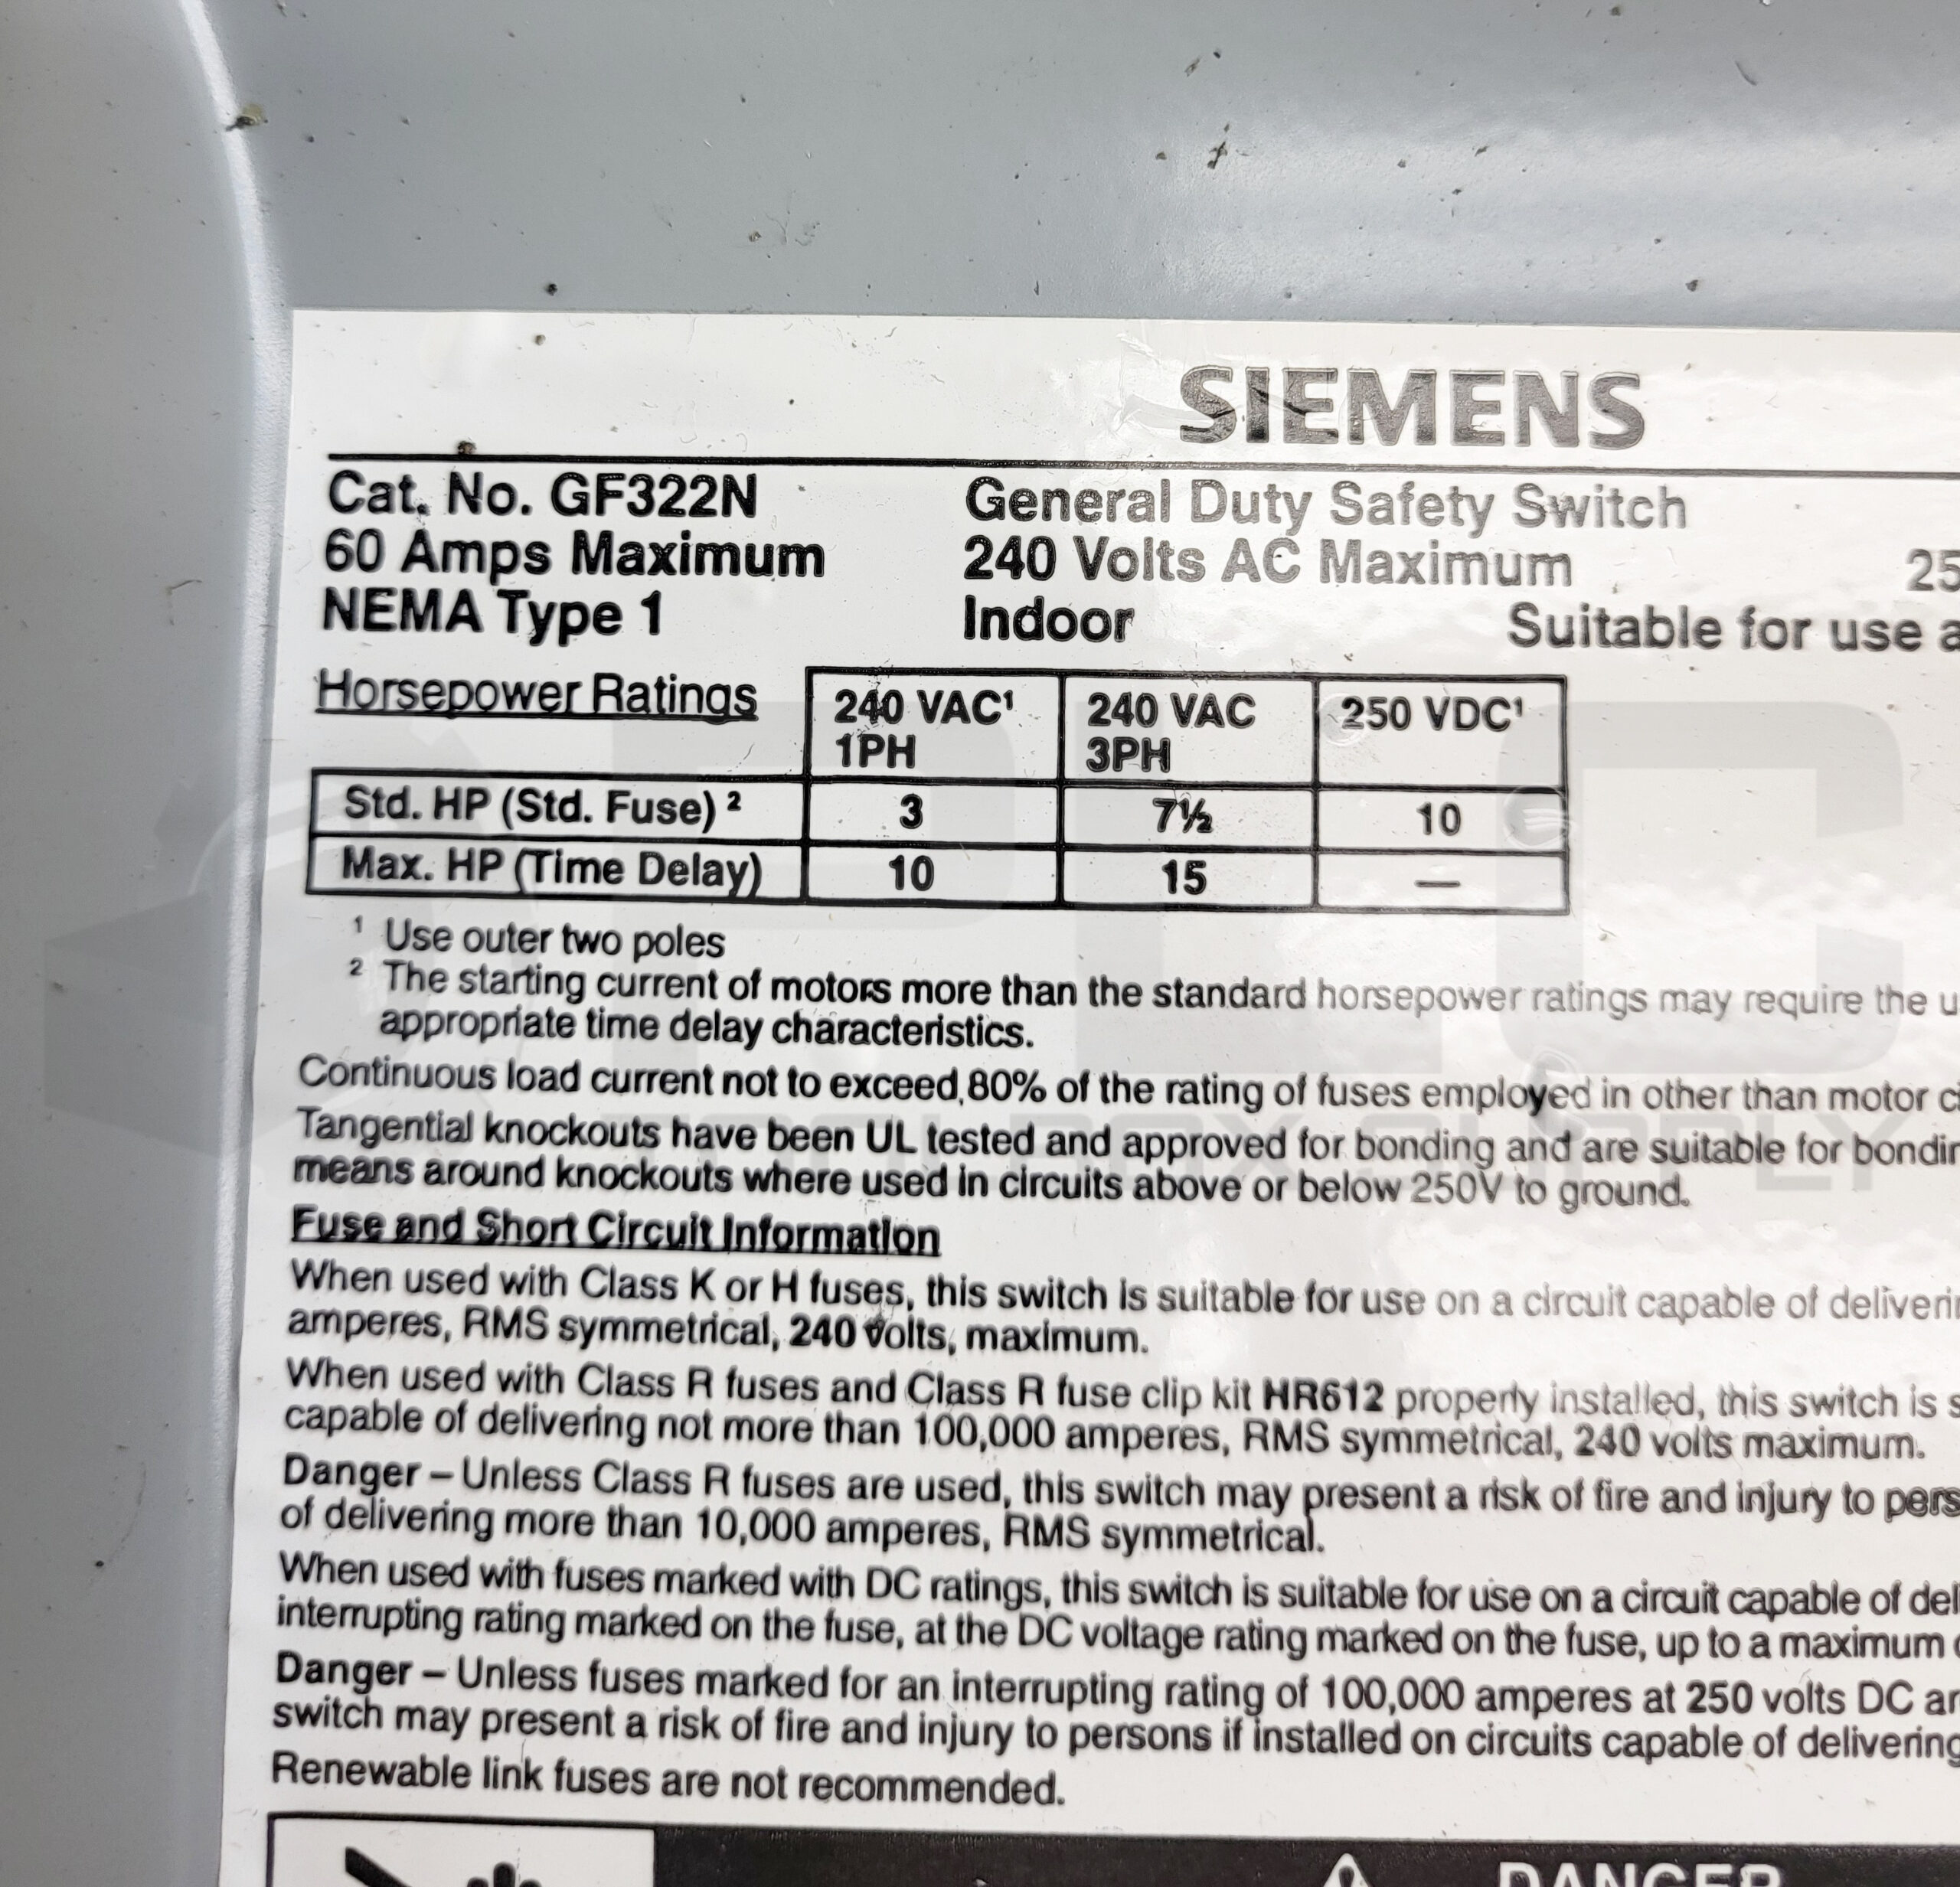 SIEMENS
Cat. No. GF322N General Duty Safety Switch
60 Amps Maximum 240 Volts AC Maximum 25
NEMA Type 1 Indoor Suitable for use a
Horsepower Ratings 240 VAC¹ 240 VAC 250 VDC¹
1PH 3PH
Std. HP (Std. Fuse) ² 3 7½ 10
Max. HP (Time Delay) 10 15 —
¹ Use outer two poles
² The starting current of motors more than the standard horsepower ratings may require the u
appropriate time delay characteristics.
Continuous load current not to exceed 80% of the rating of fuses employed in other than motor ci
Tangential knockouts have been UL tested and approved for bonding and are suitable for bondin
means around knockouts where used in circuits above or below 250V to ground.
Fuse and Short Circuit Information
When used with Class K or H fuses, this switch is suitable for use on a circuit capable of deliverin
amperes, RMS symmetrical, 240 volts, maximum.
When used with Class R fuses and Class R fuse clip kit HR612 properly installed, this switch is s
capable of delivering not more than 100,000 amperes, RMS symmetrical, 240 volts maximum.
Danger – Unless Class R fuses are used, this switch may present a risk of fire and injury to pers
of delivering more than 10,000 amperes, RMS symmetrical.
When used with fuses marked with DC ratings, this switch is suitable for use on a circuit capable of del
interrupting rating marked on the fuse, at the DC voltage rating marked on the fuse, up to a maximum
Danger – Unless fuses marked for an interrupting rating of 100,000 amperes at 250 volts DC ar
switch may present a risk of fire and injury to persons if installed on circuits capable of delivering
Renewable link fuses are not recommended.
DANGER
PLC
TOOLBOX SUPPLY